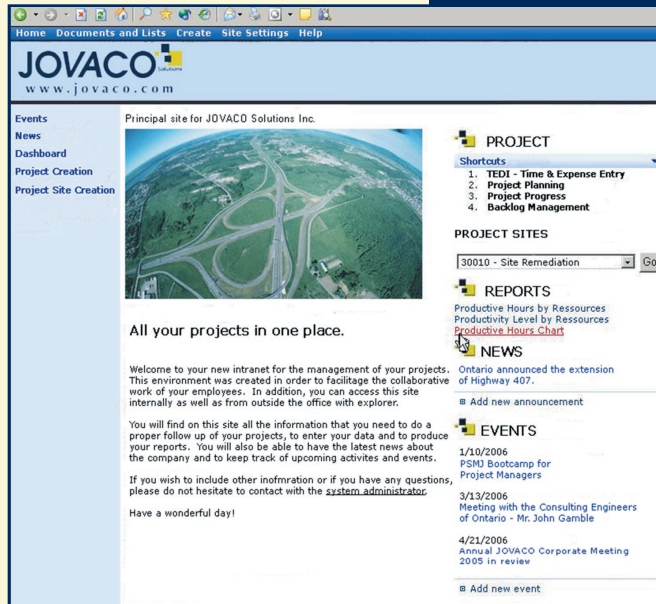 Home Documents and Lists Create Site Settings Help
JOVACO
Solutions
www.jovaco.com
Events
News
Dashboard
Project Creation
Project Site Creation
Principal site for JOVACO Solutions Inc.
All your projects in one place.
Welcome to your new intranet for the management of your projects.
This environment was created in order to facilitage the collaborative
work of your employees. In addition, you can access this site
internally as well as from outside the office with explorer.
You will find on this site all the information that you need to do a
proper follow up of your projects, to enter your data and to produce
your reports. You will also be able to have the latest news about
the company and to keep track of upcoming activites and events.
If you wish to include other inofmration or if you have any questions,
please do not hesitate to contact with the system administrator.
Have a wonderful day!
PROJECT
Shortcuts
1. TEDI - Time & Expense Entry
2. Project Planning
3. Project Progress
4. Backlog Management
PROJECT SITES
30010 - Site Remediation
Go
REPORTS
Productive Hours by Ressources
Productivity Level by Ressources
Productive Hours Chart
NEWS
Ontario announced the extension
of Highway 407.
Add new announcement
EVENTS
1/10/2006
PSMJ Bootcamp for
Project Managers
3/13/2006
Meeting with the Consulting Engineers
of Ontario - Mr. John Gamble
4/21/2006
Annual JOVACO Corporate Meeting
2005 in review
Add new event